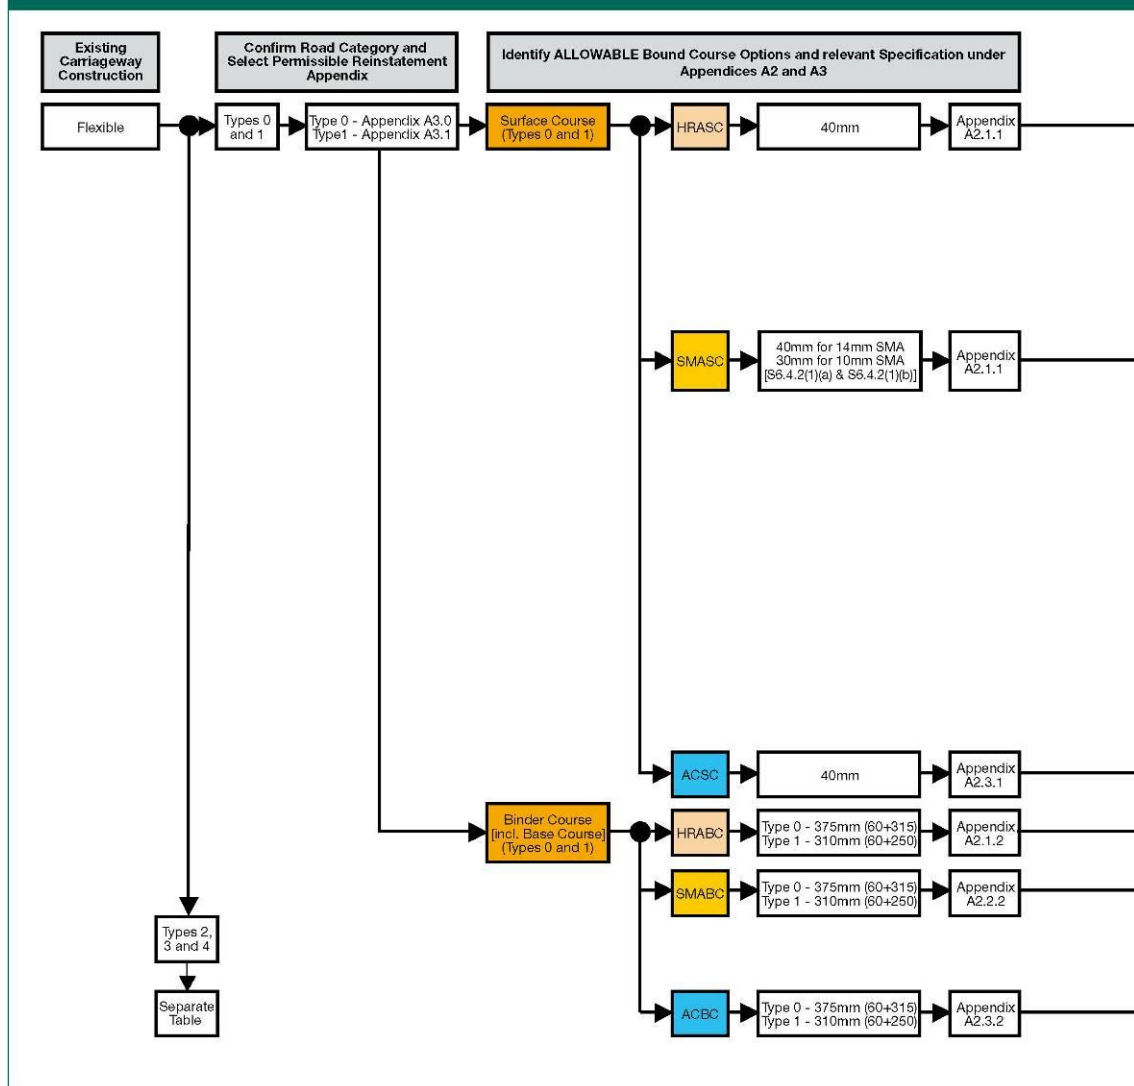 Existing
Carriageway
Construction
Confirm Road Category and
Select Permissible Reinstatement
Appendix
Identify ALLOWABLE Bound Course Options and relevant Specification under
Appendices A2 and A3
Flexible
Types 0
and 1
Type 0 - Appendix A3.0
Type1 - Appendix A3.1
Surface Course
(Types 0 and 1)
HRASC
40mm
Appendix
A2.1.1
SMASC
40mm for 14mm SMA
30mm for 10mm SMA
[S6.4.2(1)(a) & S6.4.2(1)(b)]
Appendix
A2.1.1
ACSC
40mm
Appendix
A2.3.1
Binder Course
[incl. Base Course]
(Types 0 and 1)
HRABC
Type 0 - 375mm (60+315)
Type 1 - 310mm (60+250)
Appendix
A2.1.2
SMABC
Type 0 - 375mm (60+315)
Type 1 - 310mm (60+250)
Appendix
A2.2.2
Types 2,
3 and 4
Separate
Table
ACBC
Type 0 - 375mm (60+315)
Type 1 - 310mm (60+250)
Appendix
A2.3.2